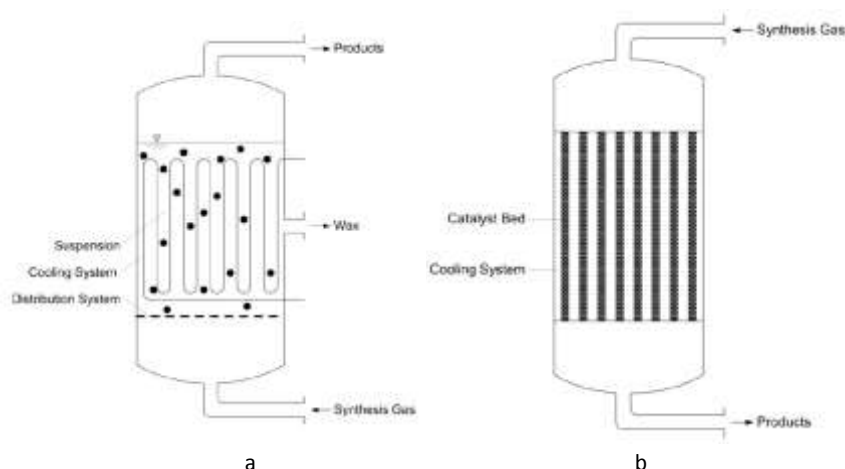 Products
Wax
Suspension
Cooling System
Distribution System
Synthesis Gas
a
Synthesis Gas
Catalyst Bed
Cooling System
Products
b